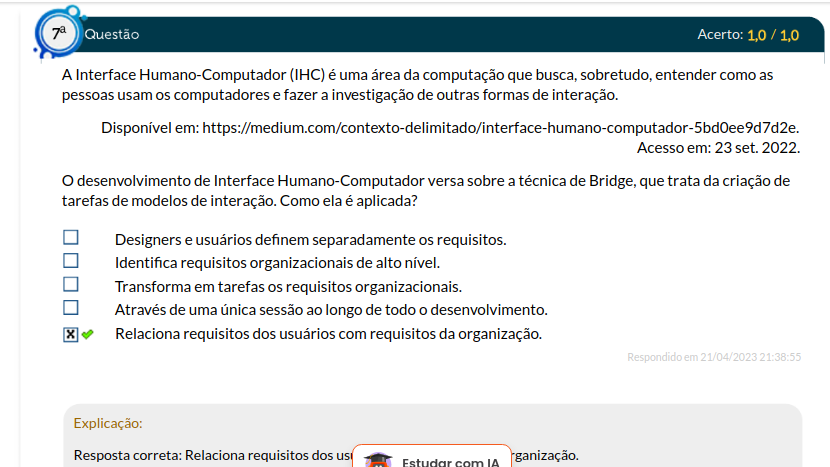 7ª Questão
Acerto: 1,0 / 1,0
A Interface Humano-Computador (IHC) é uma área da computação que busca, sobretudo, entender como as
pessoas usam os computadores e fazer a investigação de outras formas de interação.
Disponível em: https://medium.com/contexto-delimitado/interface-humano-computador-5bd0ee9d7d2e.
Acesso em: 23 set. 2022.
O desenvolvimento de Interface Humano-Computador versa sobre a técnica de Bridge, que trata da criação de
tarefas de modelos de interação. Como ela é aplicada?
Designers e usuários definem separadamente os requisitos.
Identifica requisitos organizacionais de alto nível.
Transforma em tarefas os requisitos organizacionais.
Através de uma única sessão ao longo de todo o desenvolvimento.
Relaciona requisitos dos usuários com requisitos da organização.
Respondido em 21/04/2023 21:38:55
Explicação:
Resposta correta: Relaciona requisitos dos
Estudar com IA